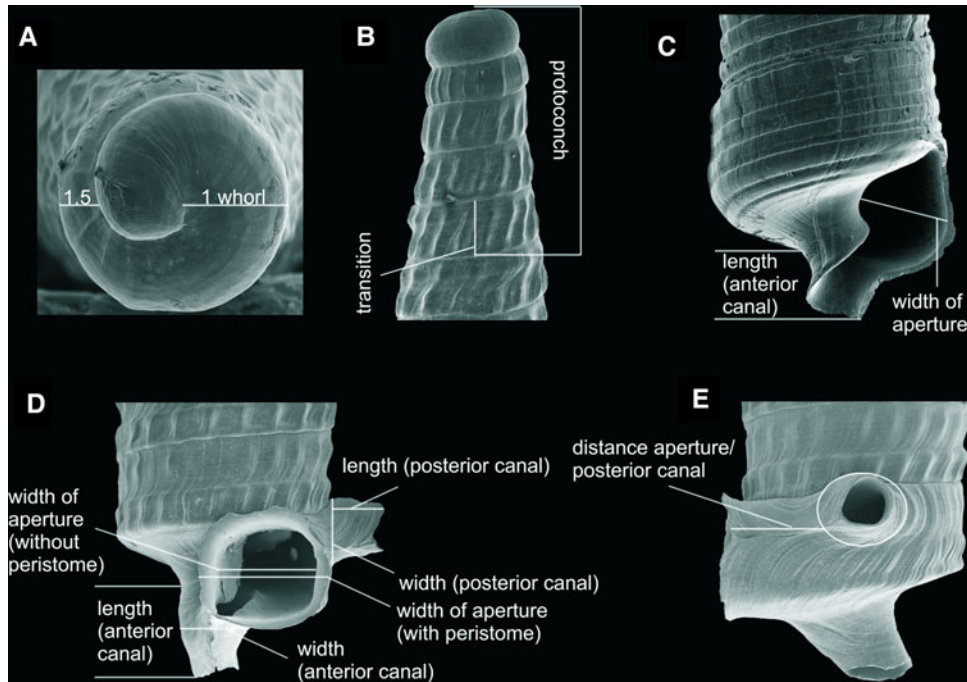 A
1.5
1 whorl
B
protoconch
transition
C
length
(anterior
canal)
width of
aperture
D
length (posterior canal)
width of
aperture
(without
peristome)
width (posterior canal)
width of aperture
(with peristome)
length
(anterior
canal)
width
(anterior canal)
E
distance aperture/
posterior canal